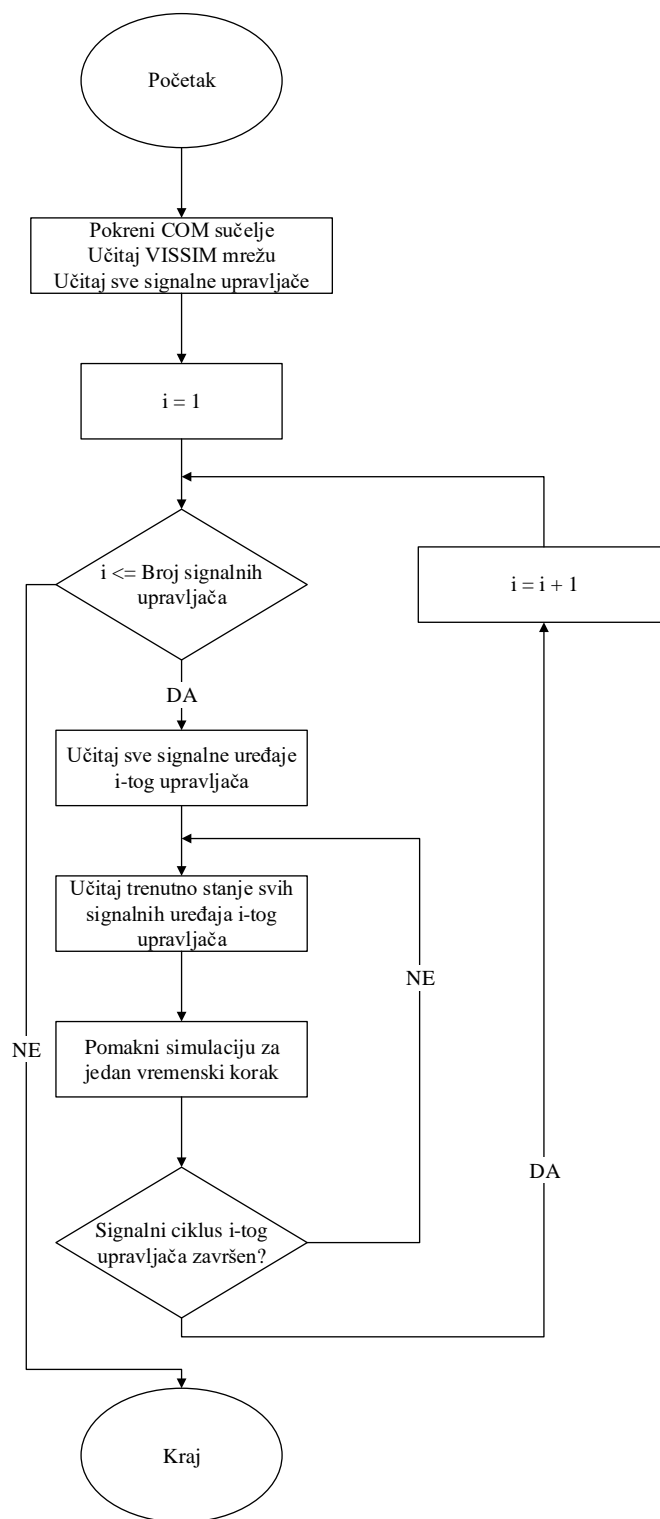 Početak
Pokreni COM sučelje
Učitaj VISSIM mrežu
Učitaj sve signalne upravljače
i = 1
i <= Broj signalnih
upravljača
i = i + 1
DA
Učitaj sve signalne uređaje
i-tog upravljača
Učitaj trenutno stanje svih
signalnih uređaja i-tog
upravljača
NE
NE
Pomakni simulaciju za
jedan vremenski korak
DA
Signalni ciklus i-tog
upravljača završen?
Kraj